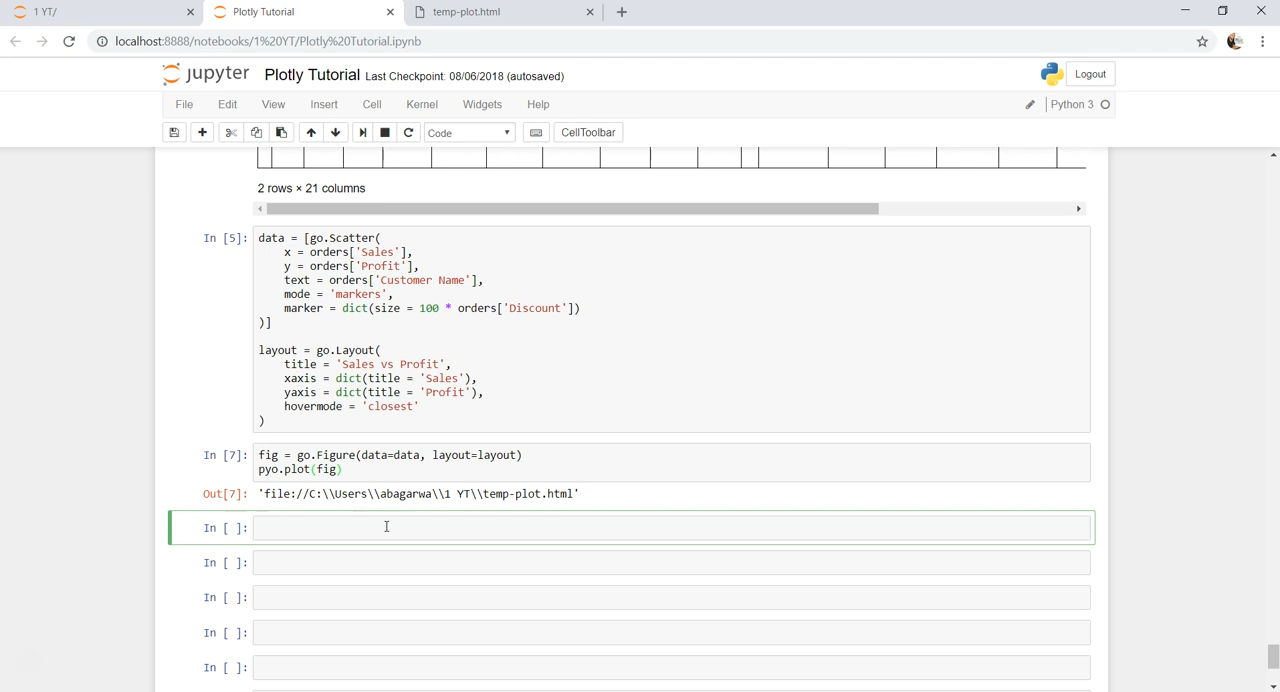 1 YT/
Plotly Tutorial
temp-plot.html
localhost:8888/notebooks/1%20YT/Plotly%20Tutorial.ipynb
jupyter Plotly Tutorial Last Checkpoint: 08/06/2018 (autosaved)
Logout
File Edit View Insert Cell Kernel Widgets Help
Python 3
Code
CellToolbar
2 rows × 21 columns
In [5]: data = [go.Scatter(
    x = orders['Sales'],
    y = orders['Profit'],
    text = orders['Customer Name'],
    mode = 'markers',
    marker = dict(size = 100 * orders['Discount'])
)]
layout = go.Layout(
    title = 'Sales vs Profit',
    xaxis = dict(title = 'Sales'),
    yaxis = dict(title = 'Profit'),
    hovermode = 'closest'
)
In [7]: fig = go.Figure(data=data, layout=layout)
pyo.plot(fig)
Out[7]: 'file://C:\\Users\\abagarwa\\1 YT\\temp-plot.html'
In [ ]:
In [ ]:
In [ ]:
In [ ]:
In [ ]: